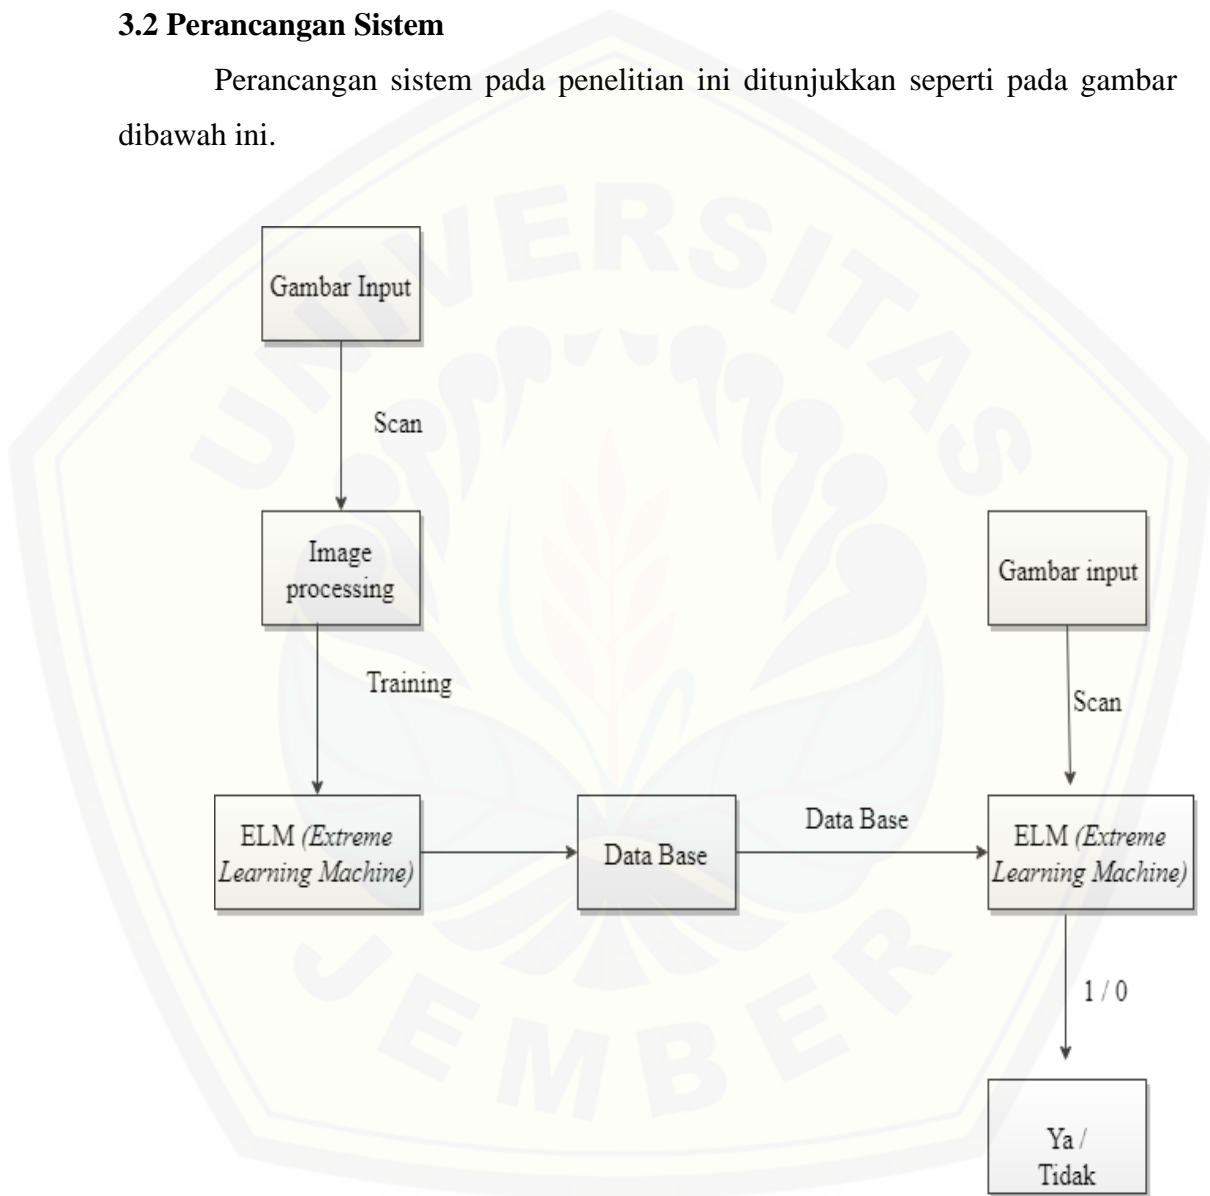 3.2 Perancangan Sistem
Perancangan sistem pada penelitian ini ditunjukkan seperti pada gambar
dibawah ini.
UNIVERSITAS
JEMBER
Gambar Input
Scan
Image
processing
Training
ELM (Extreme
Learning Machine)
Data Base
Data Base
Gambar input
Scan
ELM (Extreme
Learning Machine)
1 / 0
Ya /
Tidak